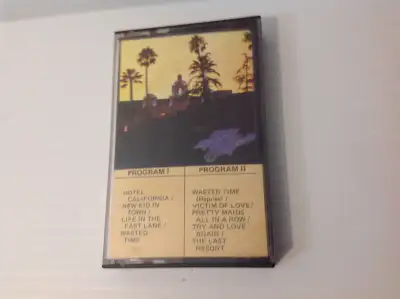 PROGRAM I
HOTEL
CALIFORNIA /
NEW KID IN
TOWN /
LIFE IN THE
FAST LANE /
WASTED
TIME
PROGRAM II
WASTED TIME
(Reprise) /
VICTIM OF LOVE /
PRETTY MAIDS
ALL IN A ROW /
TRY AND LOVE
AGAIN /
THE LAST
RESORT